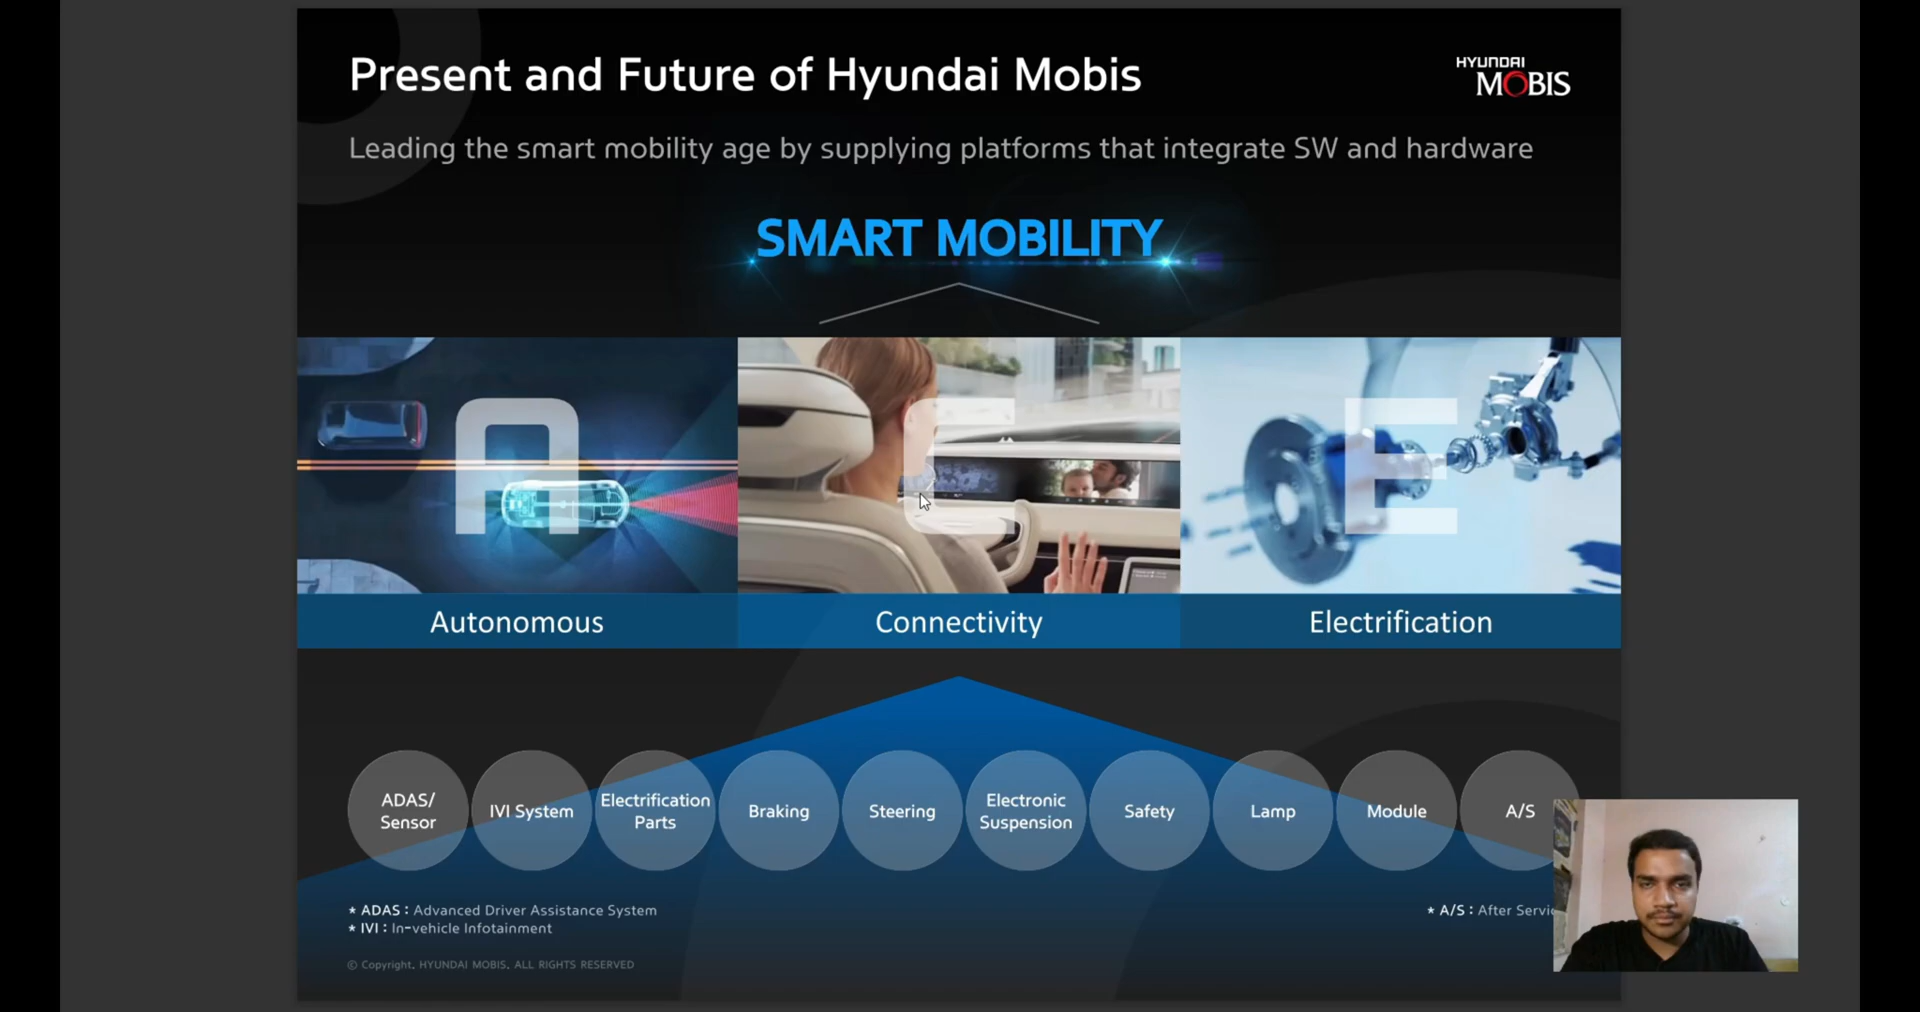 Present and Future of Hyundai Mobis
HYUNDAI
MOBIS
Leading the smart mobility age by supplying platforms that integrate SW and hardware
SMART MOBILITY
A
C
E
Autonomous
Connectivity
Electrification
ADAS/
Sensor
IVI System
Electrification
Parts
Braking
Steering
Electronic
Suspension
Safety
Lamp
Module
A/S
* ADAS : Advanced Driver Assistance System
* IVI : In-vehicle Infotainment
* A/S : After
© Copyright. HYUNDAI MOBIS. ALL RIGHTS RESERVED